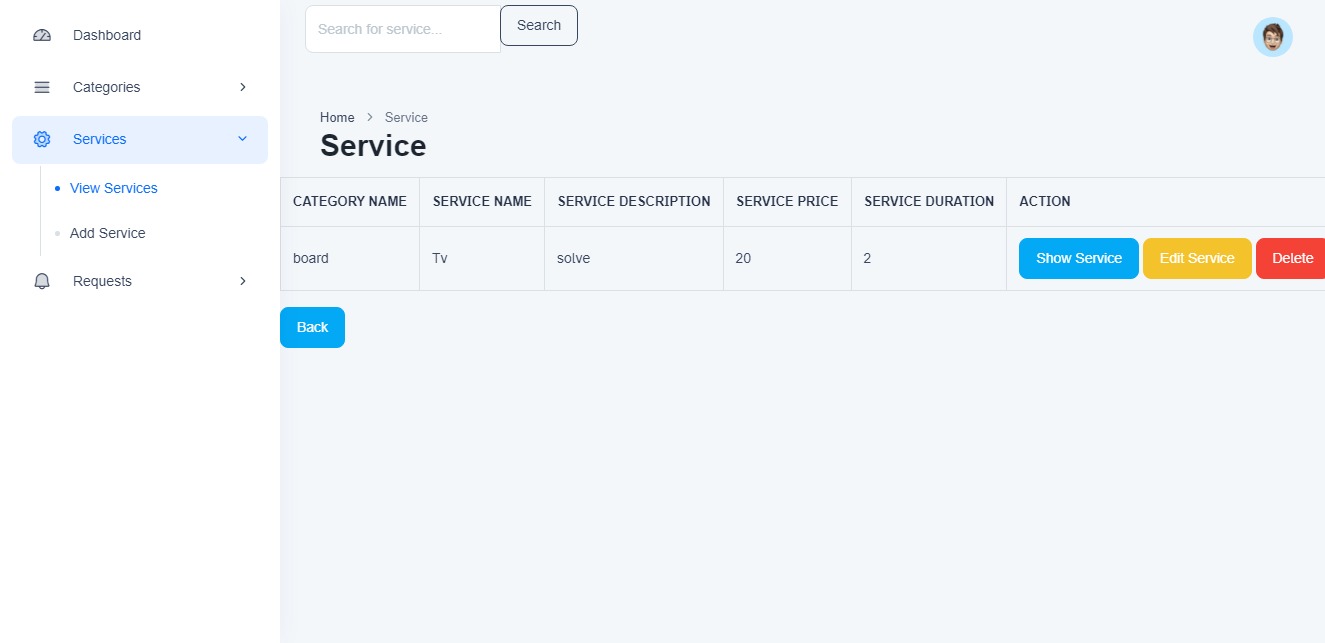 Dashboard
Categories
Services
View Services
Add Service
Requests
Search for service...
Search
Home > Service
Service
CATEGORY NAME SERVICE NAME SERVICE DESCRIPTION SERVICE PRICE SERVICE DURATION ACTION
board Tv solve 20 2 Show Service Edit Service Delete
Back